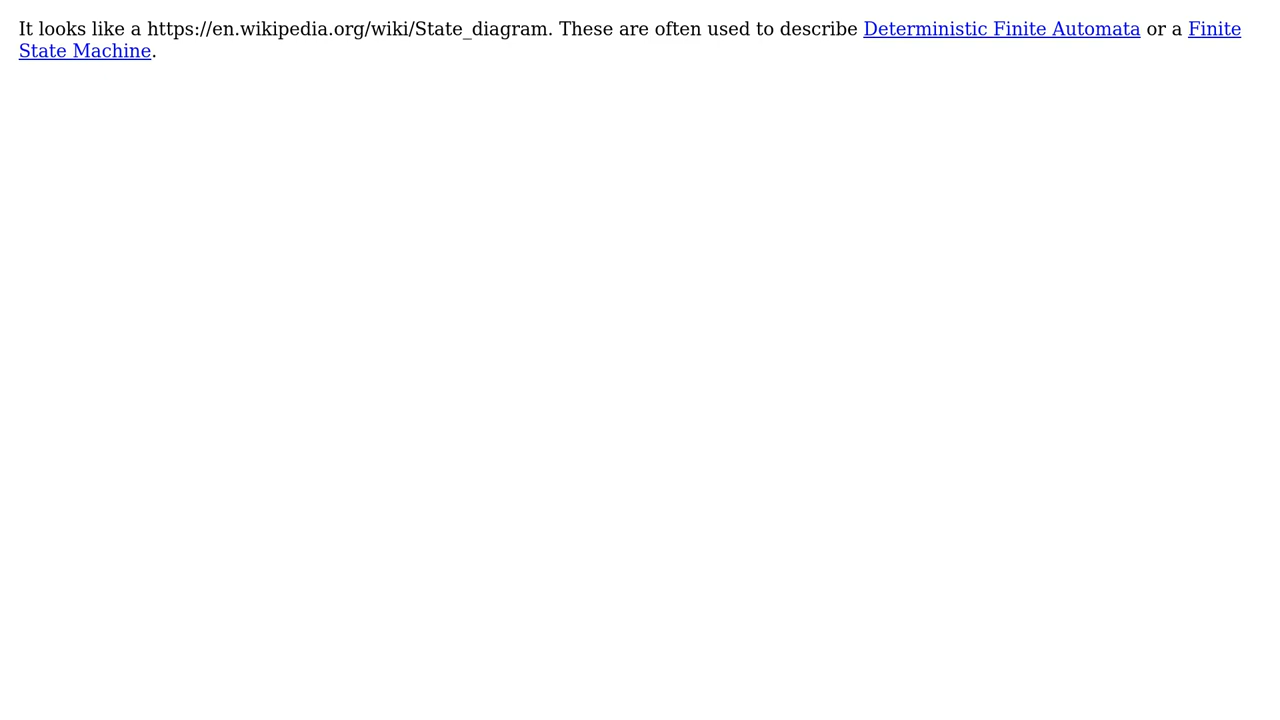 It looks like a https://en.wikipedia.org/wiki/State_diagram. These are often used to describe Deterministic Finite Automata or a Finite
State Machine.